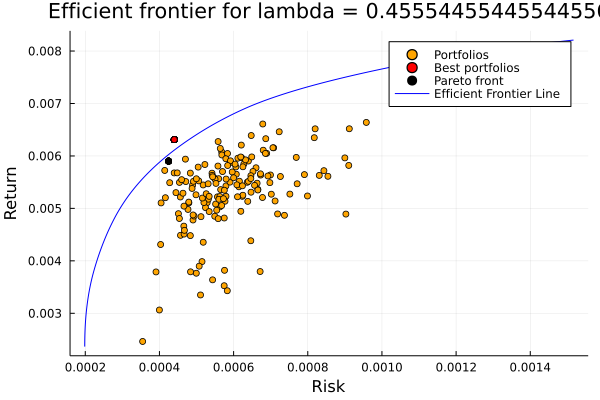 Efficient frontier for lambda = 0.4555445544554455
Portfolios
Best portfolios
Pareto front
Efficient Frontier Line
Return
0.008
0.007
0.006
0.005
0.004
0.003
0.0002 0.0004 0.0006 0.0008 0.0010 0.0012 0.0014
Risk